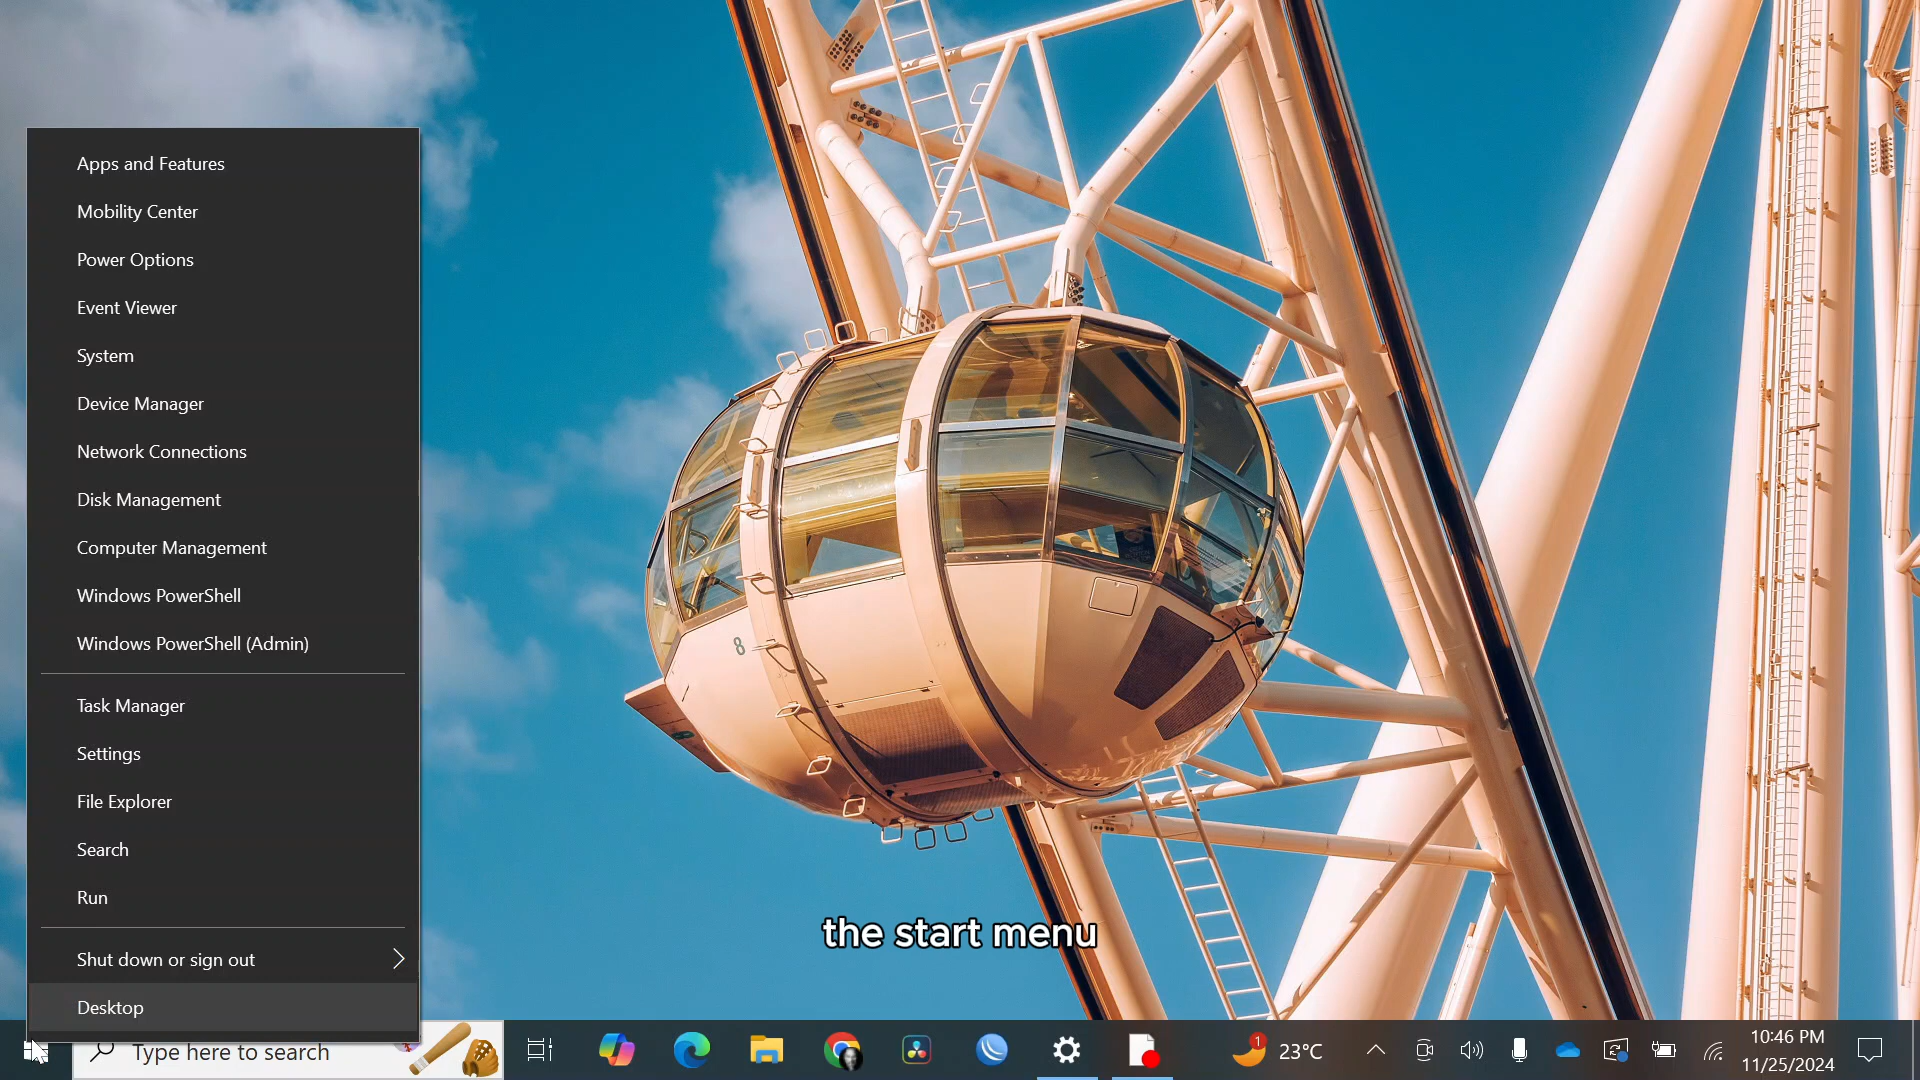 Apps and Features
Mobility Center
Power Options
Event Viewer
System
Device Manager
Network Connections
Disk Management
Computer Management
Windows PowerShell
Windows PowerShell (Admin)
Task Manager
Settings
File Explorer
Search
Run
Shut down or sign out
Desktop
8
the start menu
Type here to search
1
23°C
10:46 PM
11/25/2024